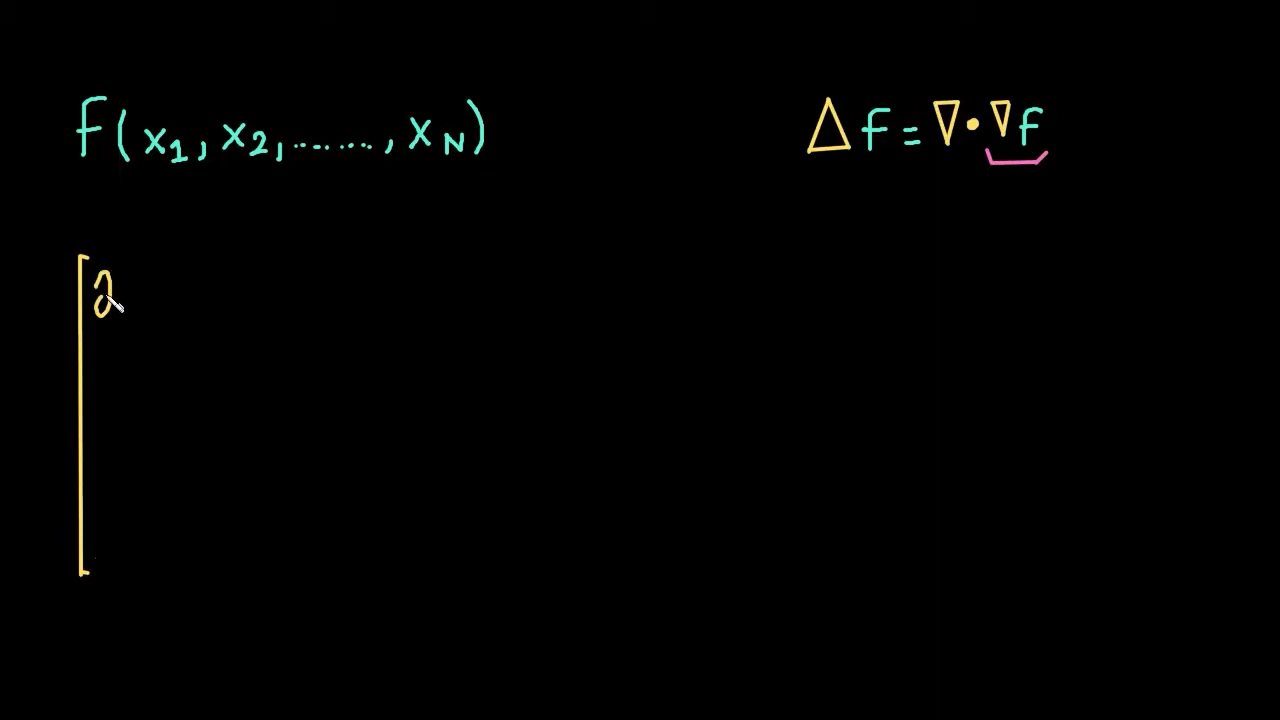 f(x₁, x₂, ......., x_N)
Δf = ∇ • ∇f
[∂